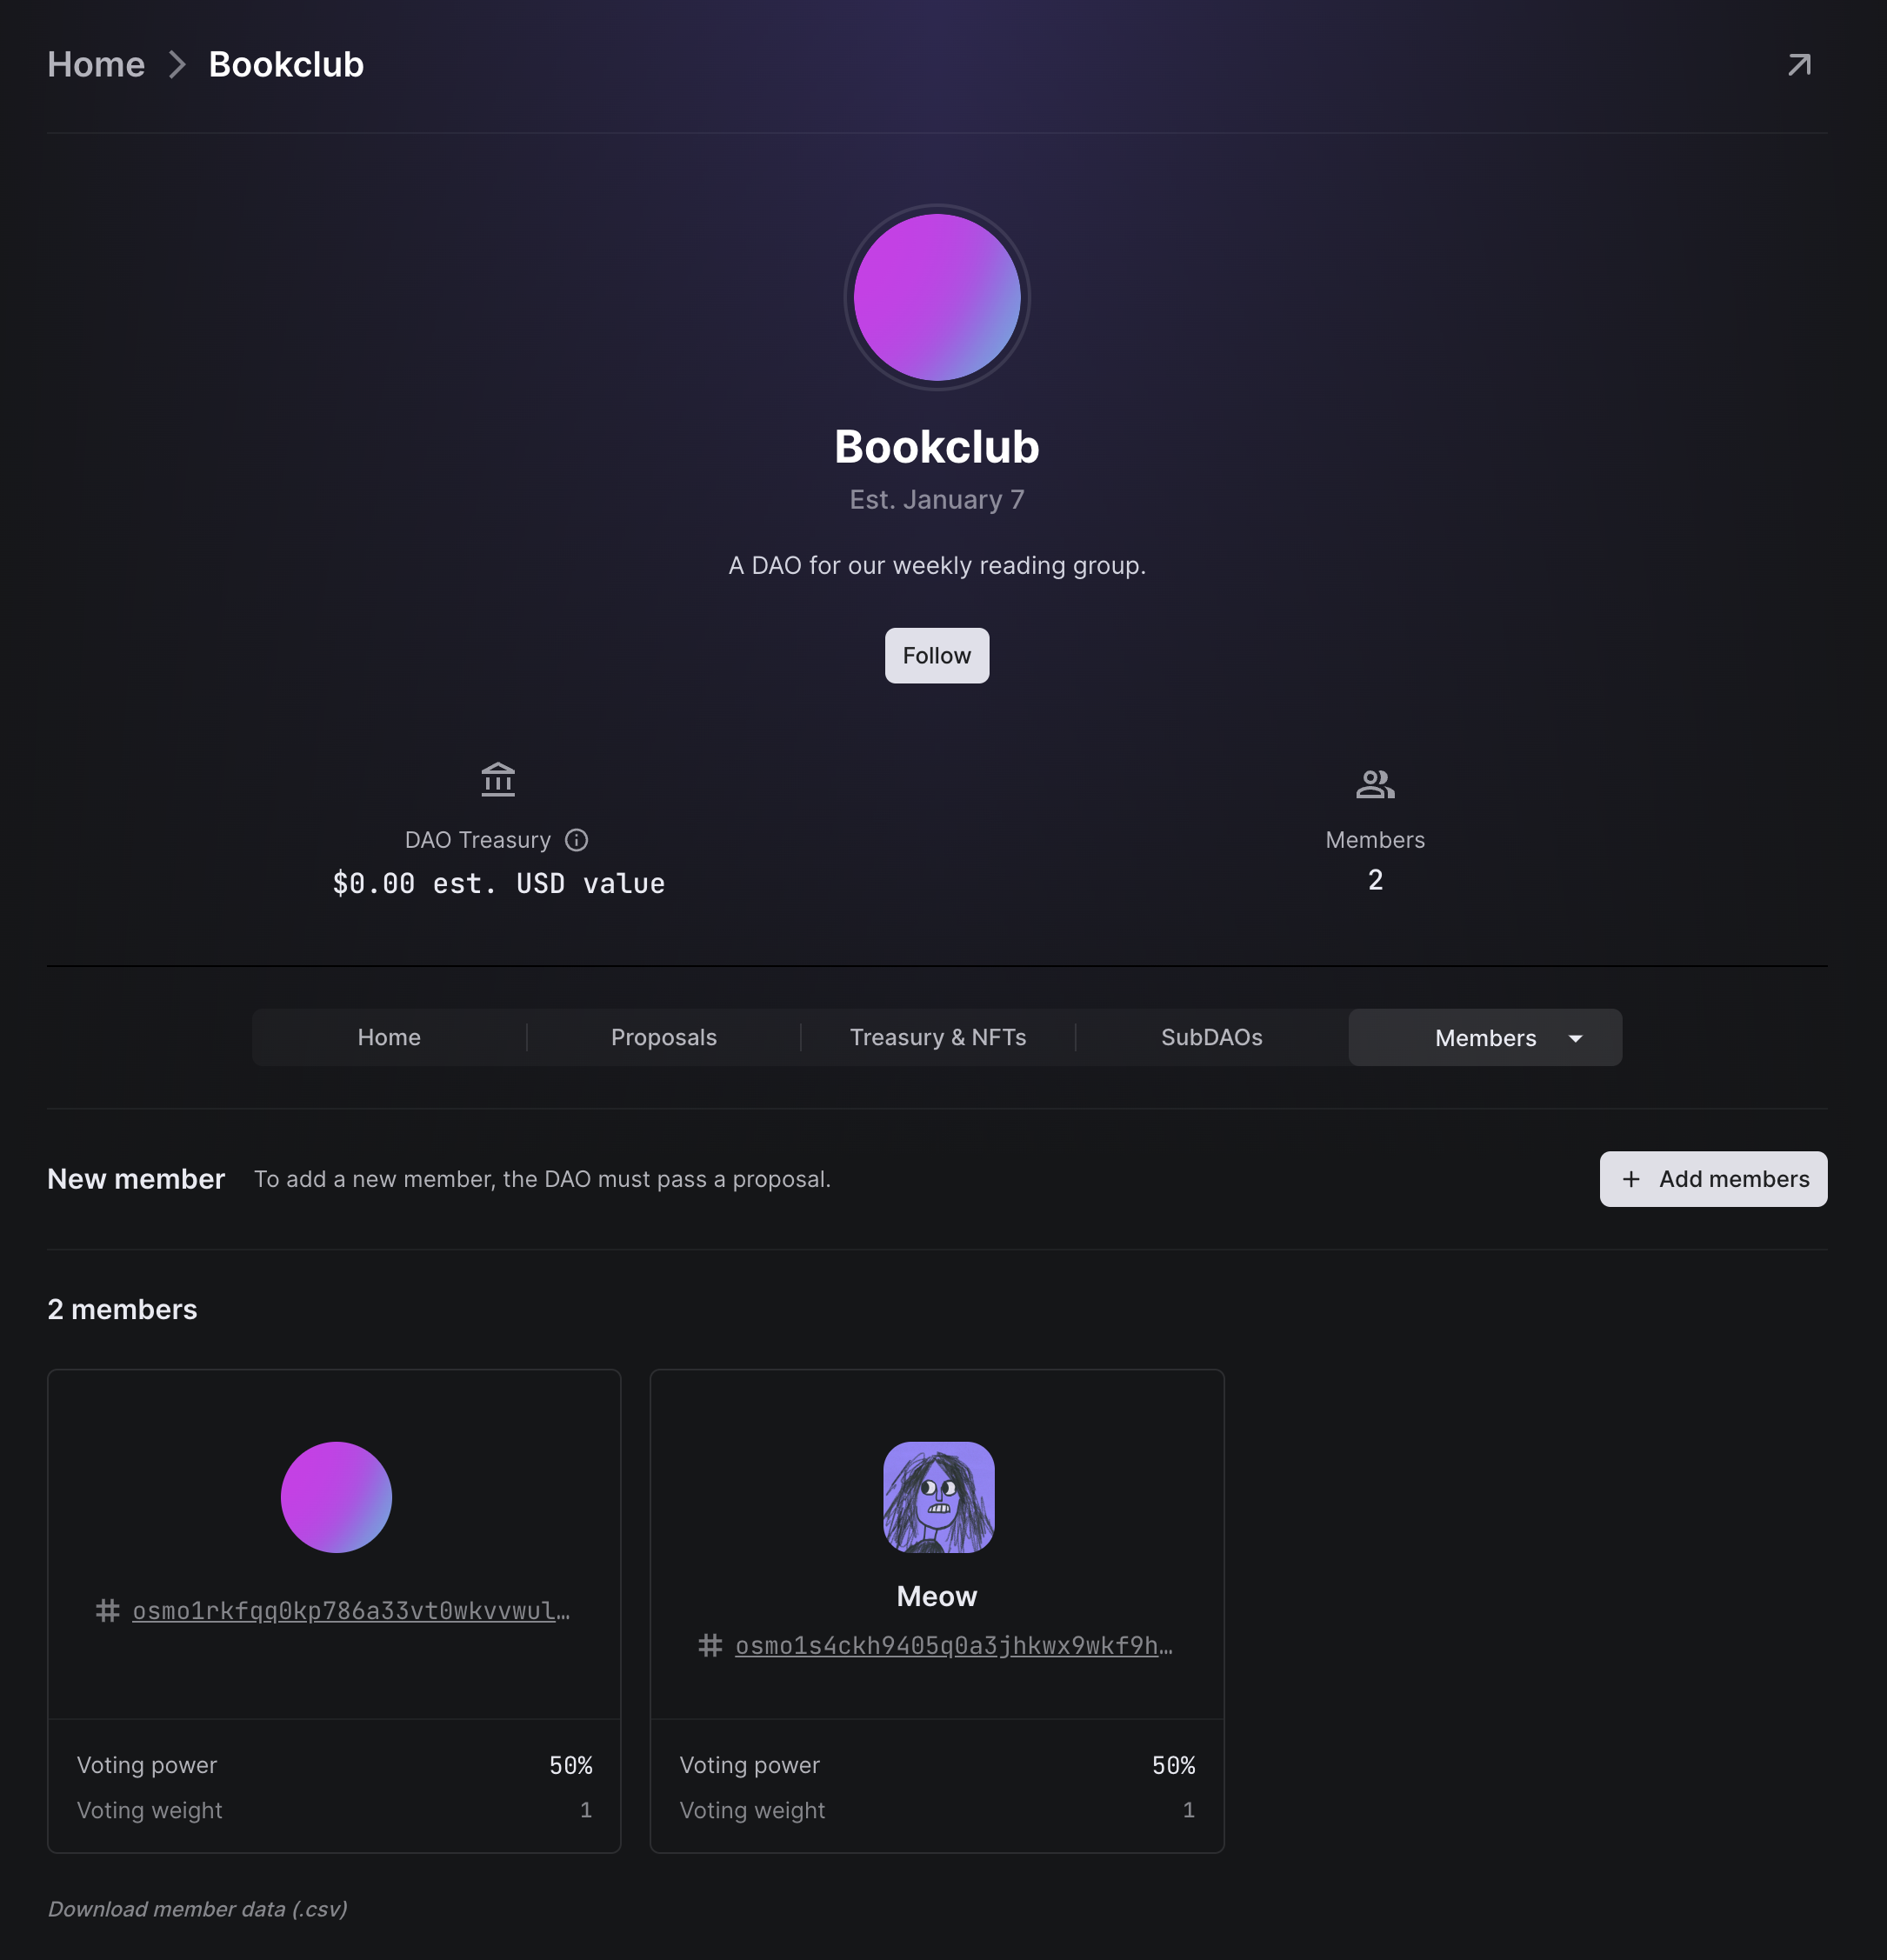 Home > Bookclub
Bookclub
Est. January 7
A DAO for our weekly reading group.
Follow
DAO Treasury
$0.00 est. USD value
Members
2
Home
Proposals
Treasury & NFTs
SubDAOs
Members
New member
To add a new member, the DAO must pass a proposal.
+ Add members
2 members
# osmo1rkfqq0kp786a33vt0wkvvwul…
Voting power 50%
Voting weight 1
Meow
# osmo1s4ckh9405q0a3jhkwx9wkf9h…
Voting power 50%
Voting weight 1
Download member data (.csv)